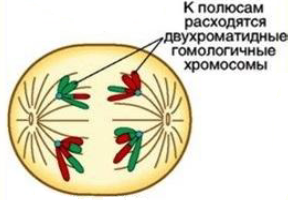 К полюсам
расходятся
двухроматидные
гомологичные
хромосомы